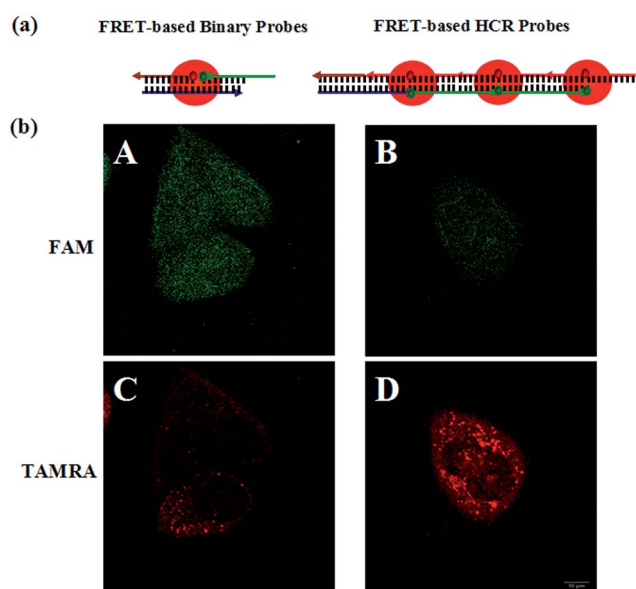 (a)
FRET-based Binary Probes
FRET-based HCR Probes
(b)
A
B
FAM
C
D
TAMRA